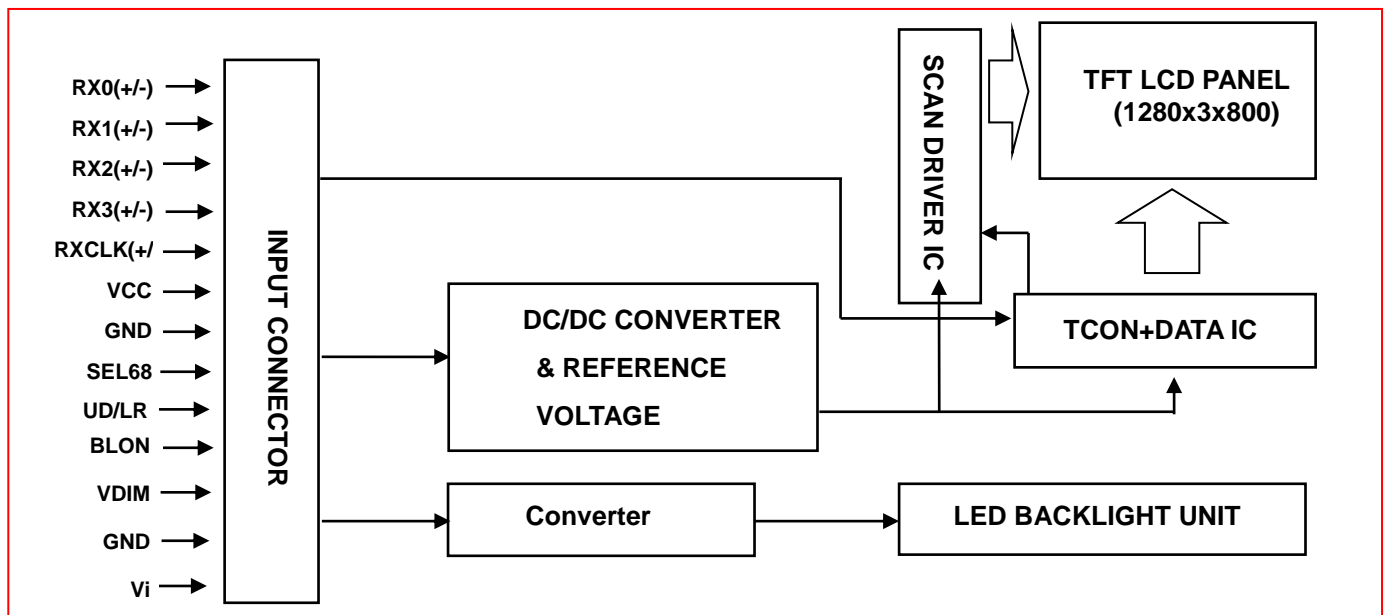 RX0(+/-)
RX1(+/-)
RX2(+/-)
RX3(+/-)
RXCLK(+/
VCC
GND
SEL68
UD/LR
BLON
VDIM
GND
Vi
INPUT CONNECTOR
DC/DC CONVERTER
& REFERENCE
VOLTAGE
Converter
SCAN DRIVER IC
TFT LCD PANEL
(1280x3x800)
TCON+DATA IC
LED BACKLIGHT UNIT